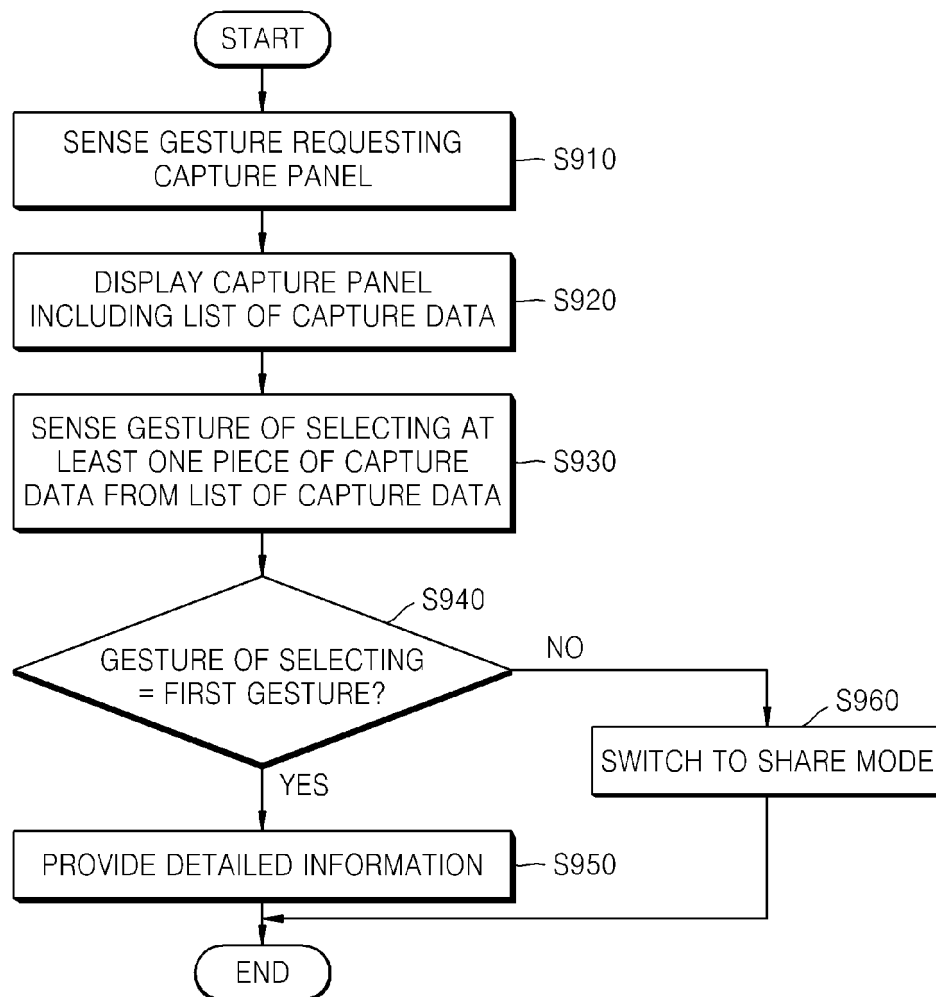 START
SENSE GESTURE REQUESTING
CAPTURE PANEL
S910
DISPLAY CAPTURE PANEL
INCLUDING LIST OF CAPTURE DATA
S920
SENSE GESTURE OF SELECTING AT
LEAST ONE PIECE OF CAPTURE
DATA FROM LIST OF CAPTURE DATA
S930
S940
GESTURE OF SELECTING
= FIRST GESTURE?
NO
S960
SWITCH TO SHARE MODE
YES
PROVIDE DETAILED INFORMATION
S950
END